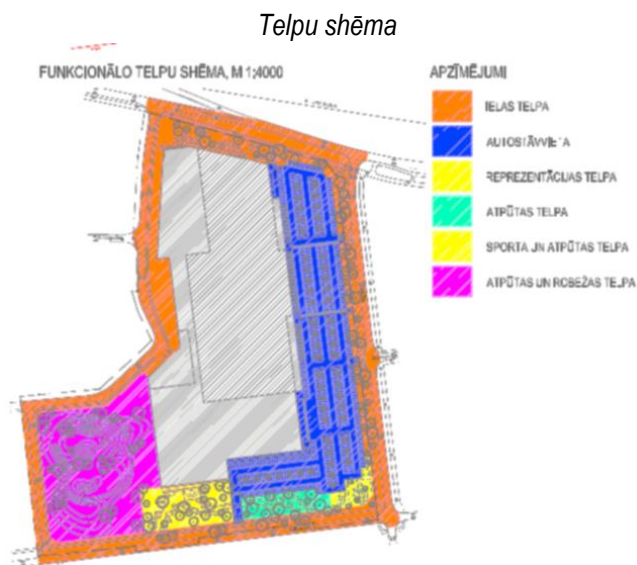 Telpu shēma
FUNKCIONĀLO TELPU SHĒMA, M 1:4000
APZĪMĒJUMI
IELAS TELPA
AUTOSTĀVVIETA
REPREZENTĀCIJAS TELPA
ATPŪTAS TELPA
SPORTA UN ATPŪTAS TELPA
ATPŪTAS UN ROBEŽAS TELPA